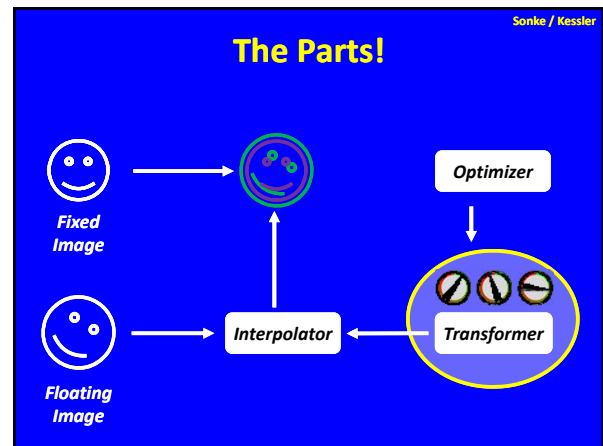 Sonke / Kessler
The Parts!
Optimizer
Fixed
Image
Interpolator
Transformer
Floating
Image